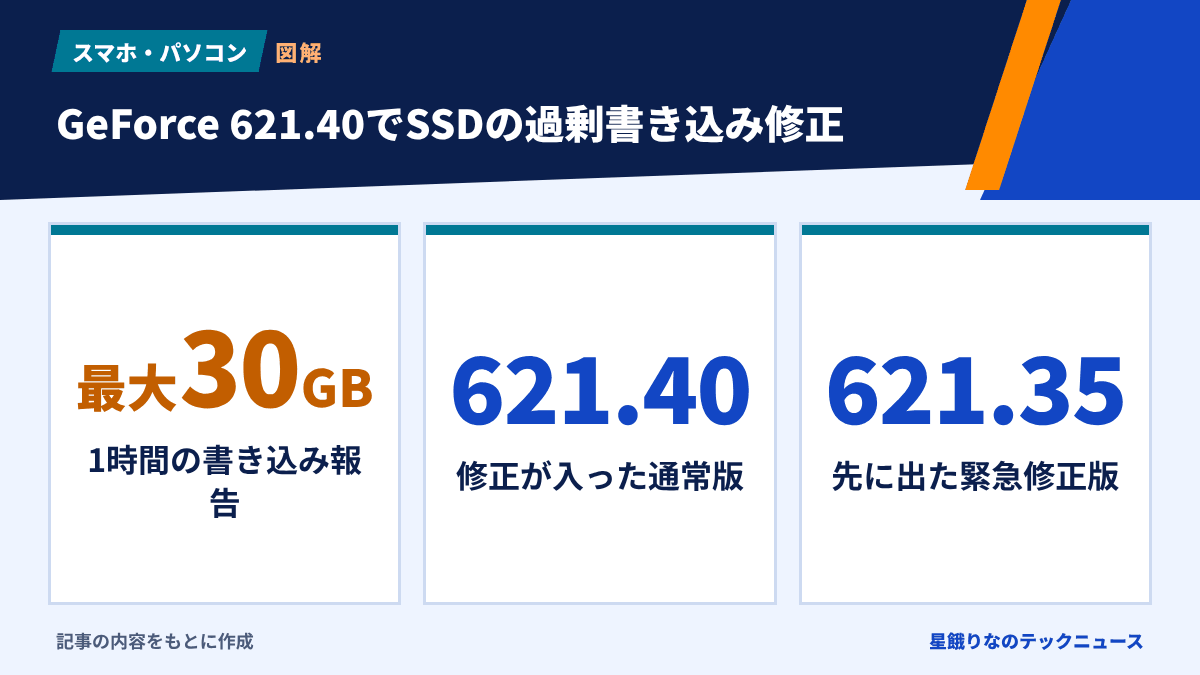 スマホ・パソコン 図解
GeForce 621.40でSSDの過剰書き込み修正
最大30GB
1時間の書き込み報
告
621.40
修正が入った通常版
621.35
先に出た緊急修正版
記事の内容をもとに作成
星餓りなのテックニュース